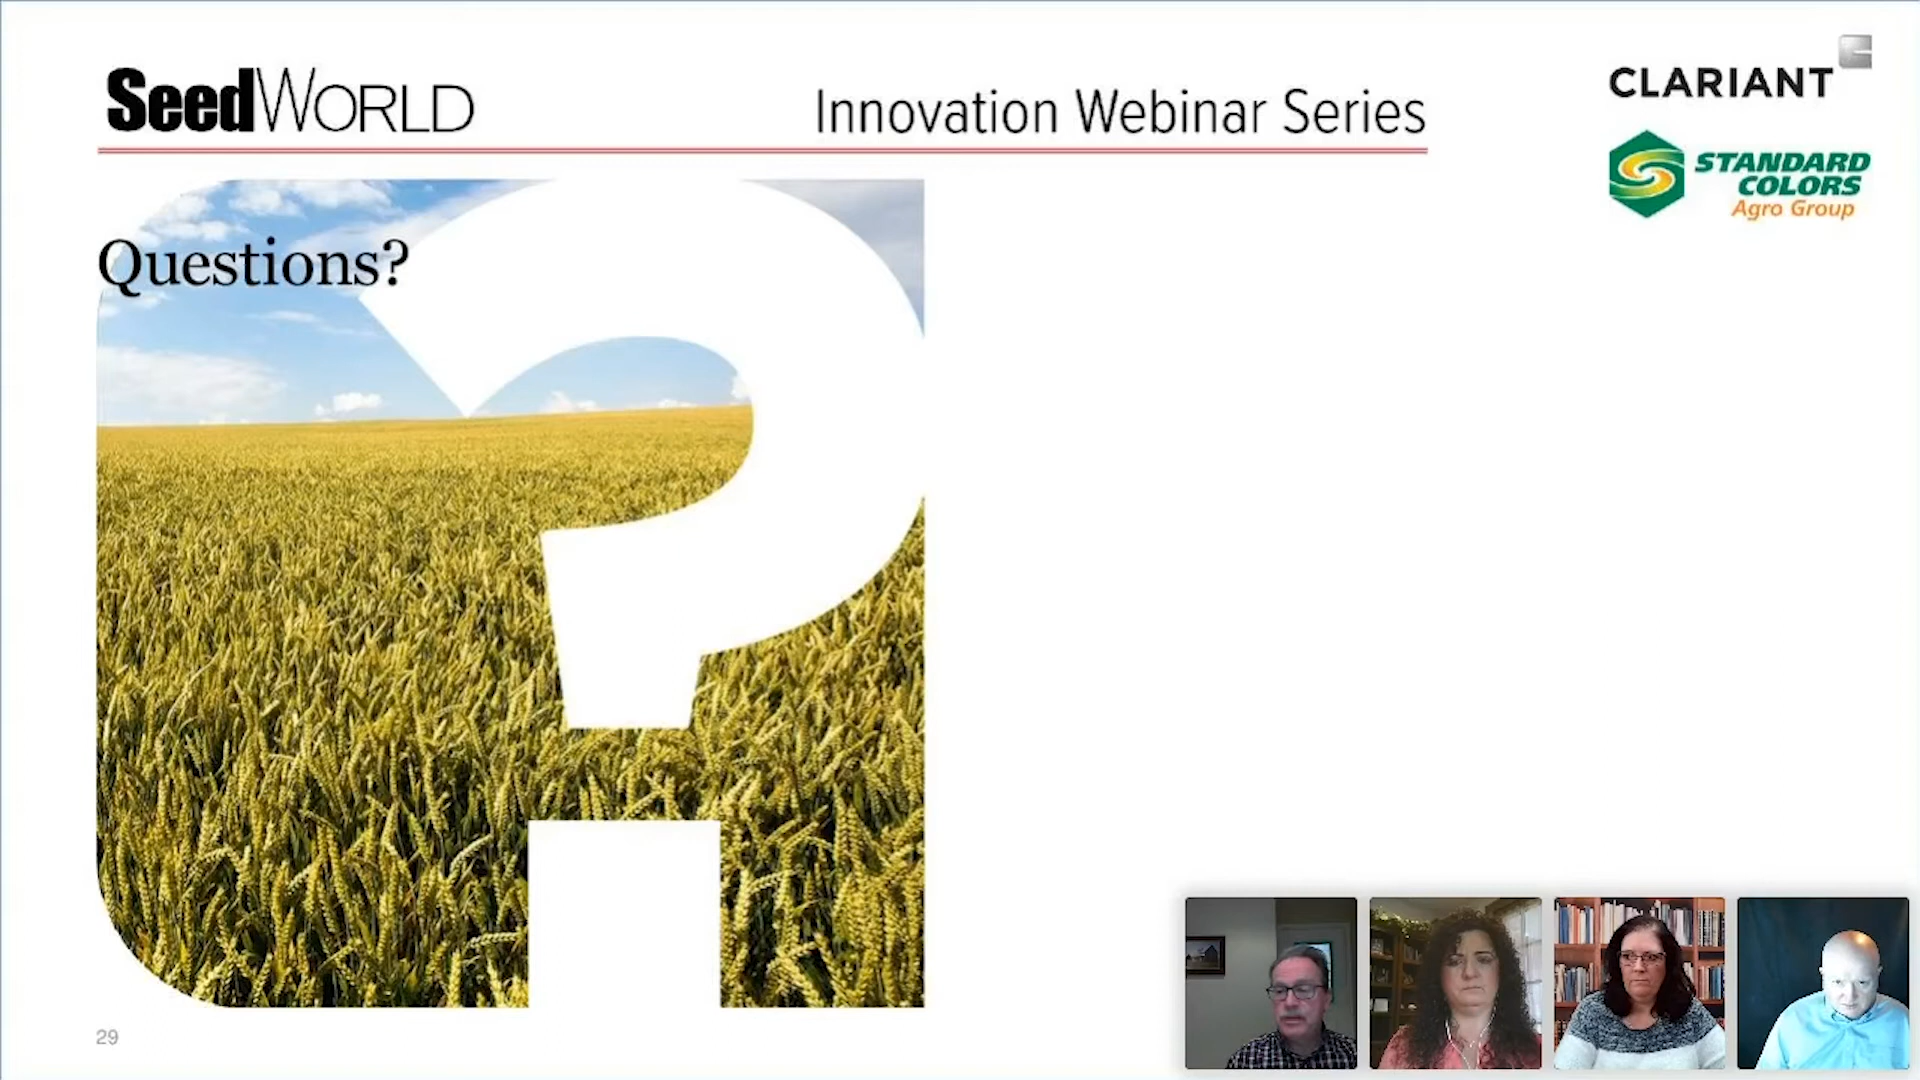 SeedWORLD
Innovation Webinar Series
CLARIANT
STANDARD
COLORS
Agro Group
Questions?
29